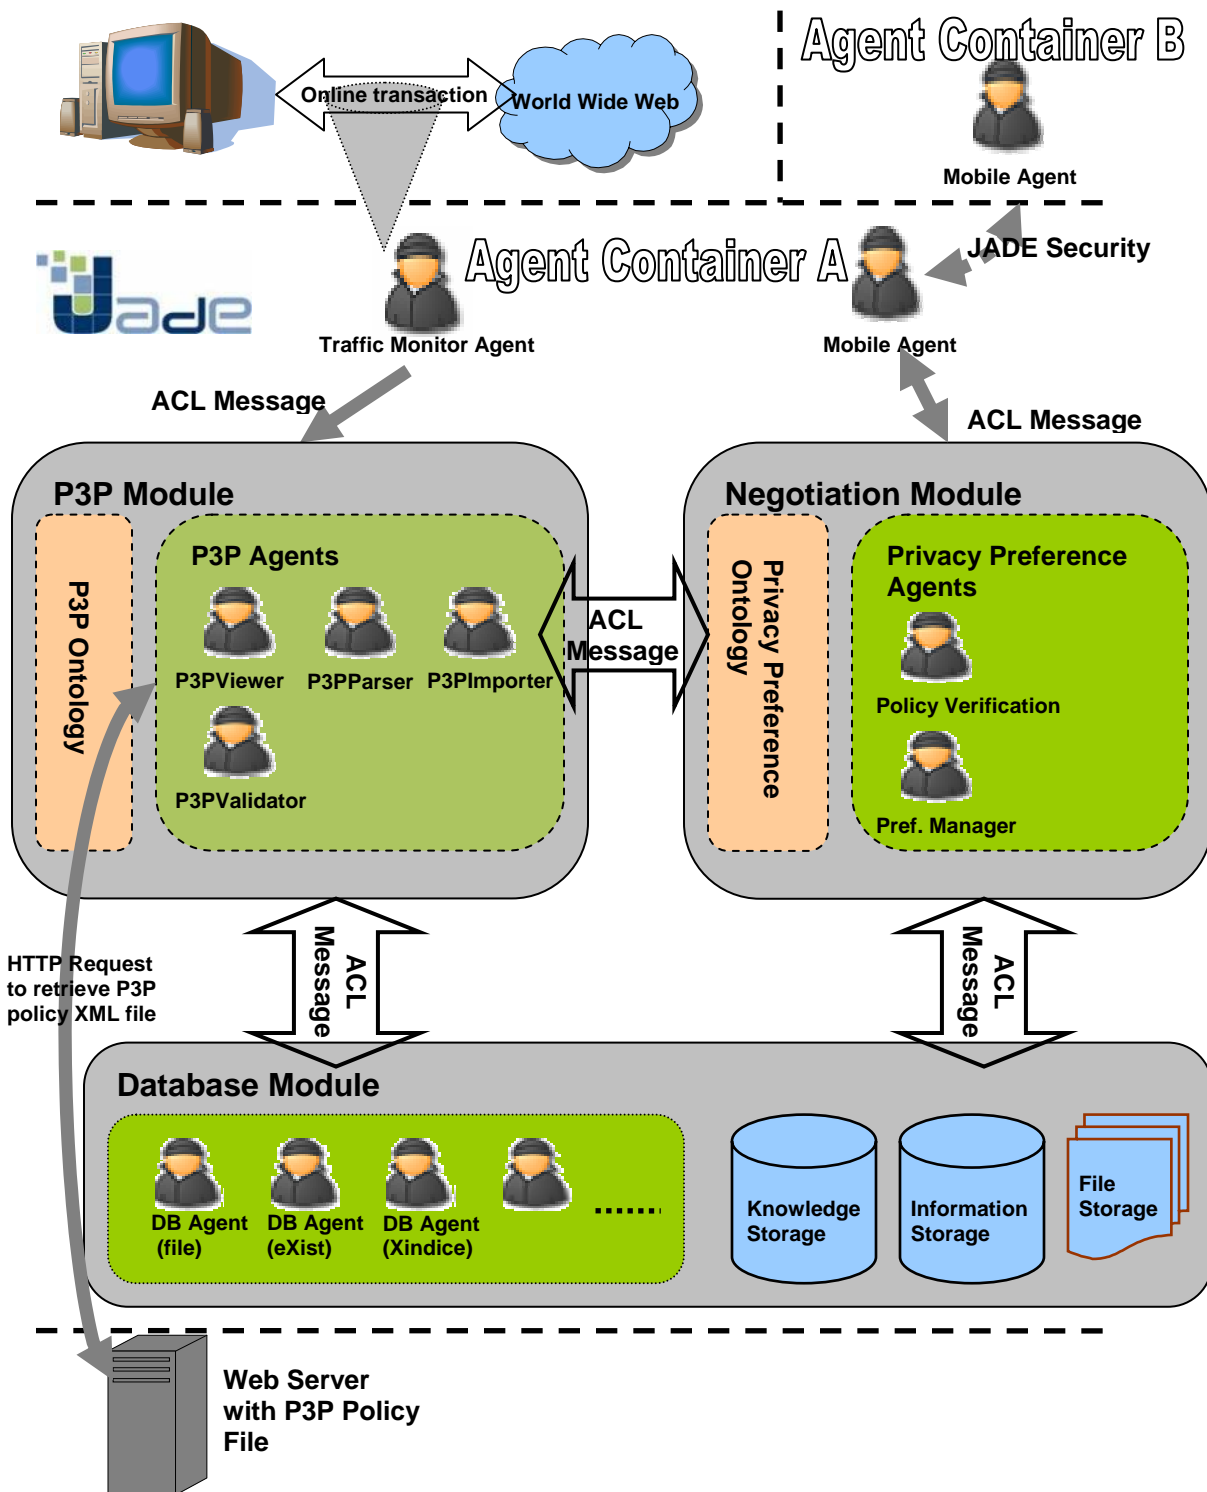 Agent Container B
Online transaction
World Wide Web
Mobile Agent
Jade
Agent Container A
JADE Security
Traffic Monitor Agent
Mobile Agent
ACL Message
ACL Message
P3P Module
P3P Ontology
P3P Agents
P3PViewer
P3PParser
P3PImporter
P3PValidator
ACL
Message
Negotiation Module
Privacy Preference
Ontology
Privacy Preference
Agents
Policy Verification
Pref. Manager
HTTP Request
to retrieve P3P
policy XML file
ACL
Message
ACL
Message
Database Module
DB Agent
(file)
DB Agent
(eXist)
DB Agent
(Xindice)
........
Knowledge
Storage
Information
Storage
File
Storage
Web Server
with P3P Policy
File